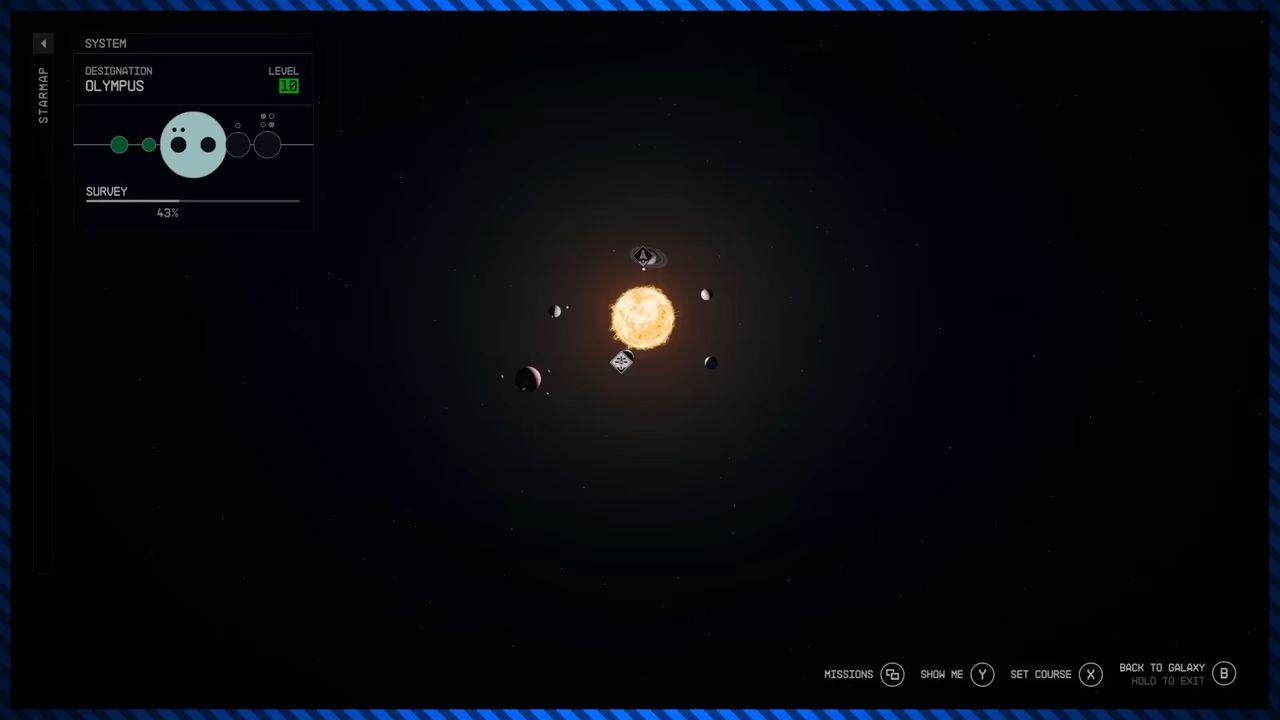 STARMAP
SYSTEM
DESIGNATION
OLYMPUS
LEVEL
10
SURVEY
43%
MISSIONS
SHOW ME Y
SET COURSE X
BACK TO GALAXY B
HOLD TO EXIT